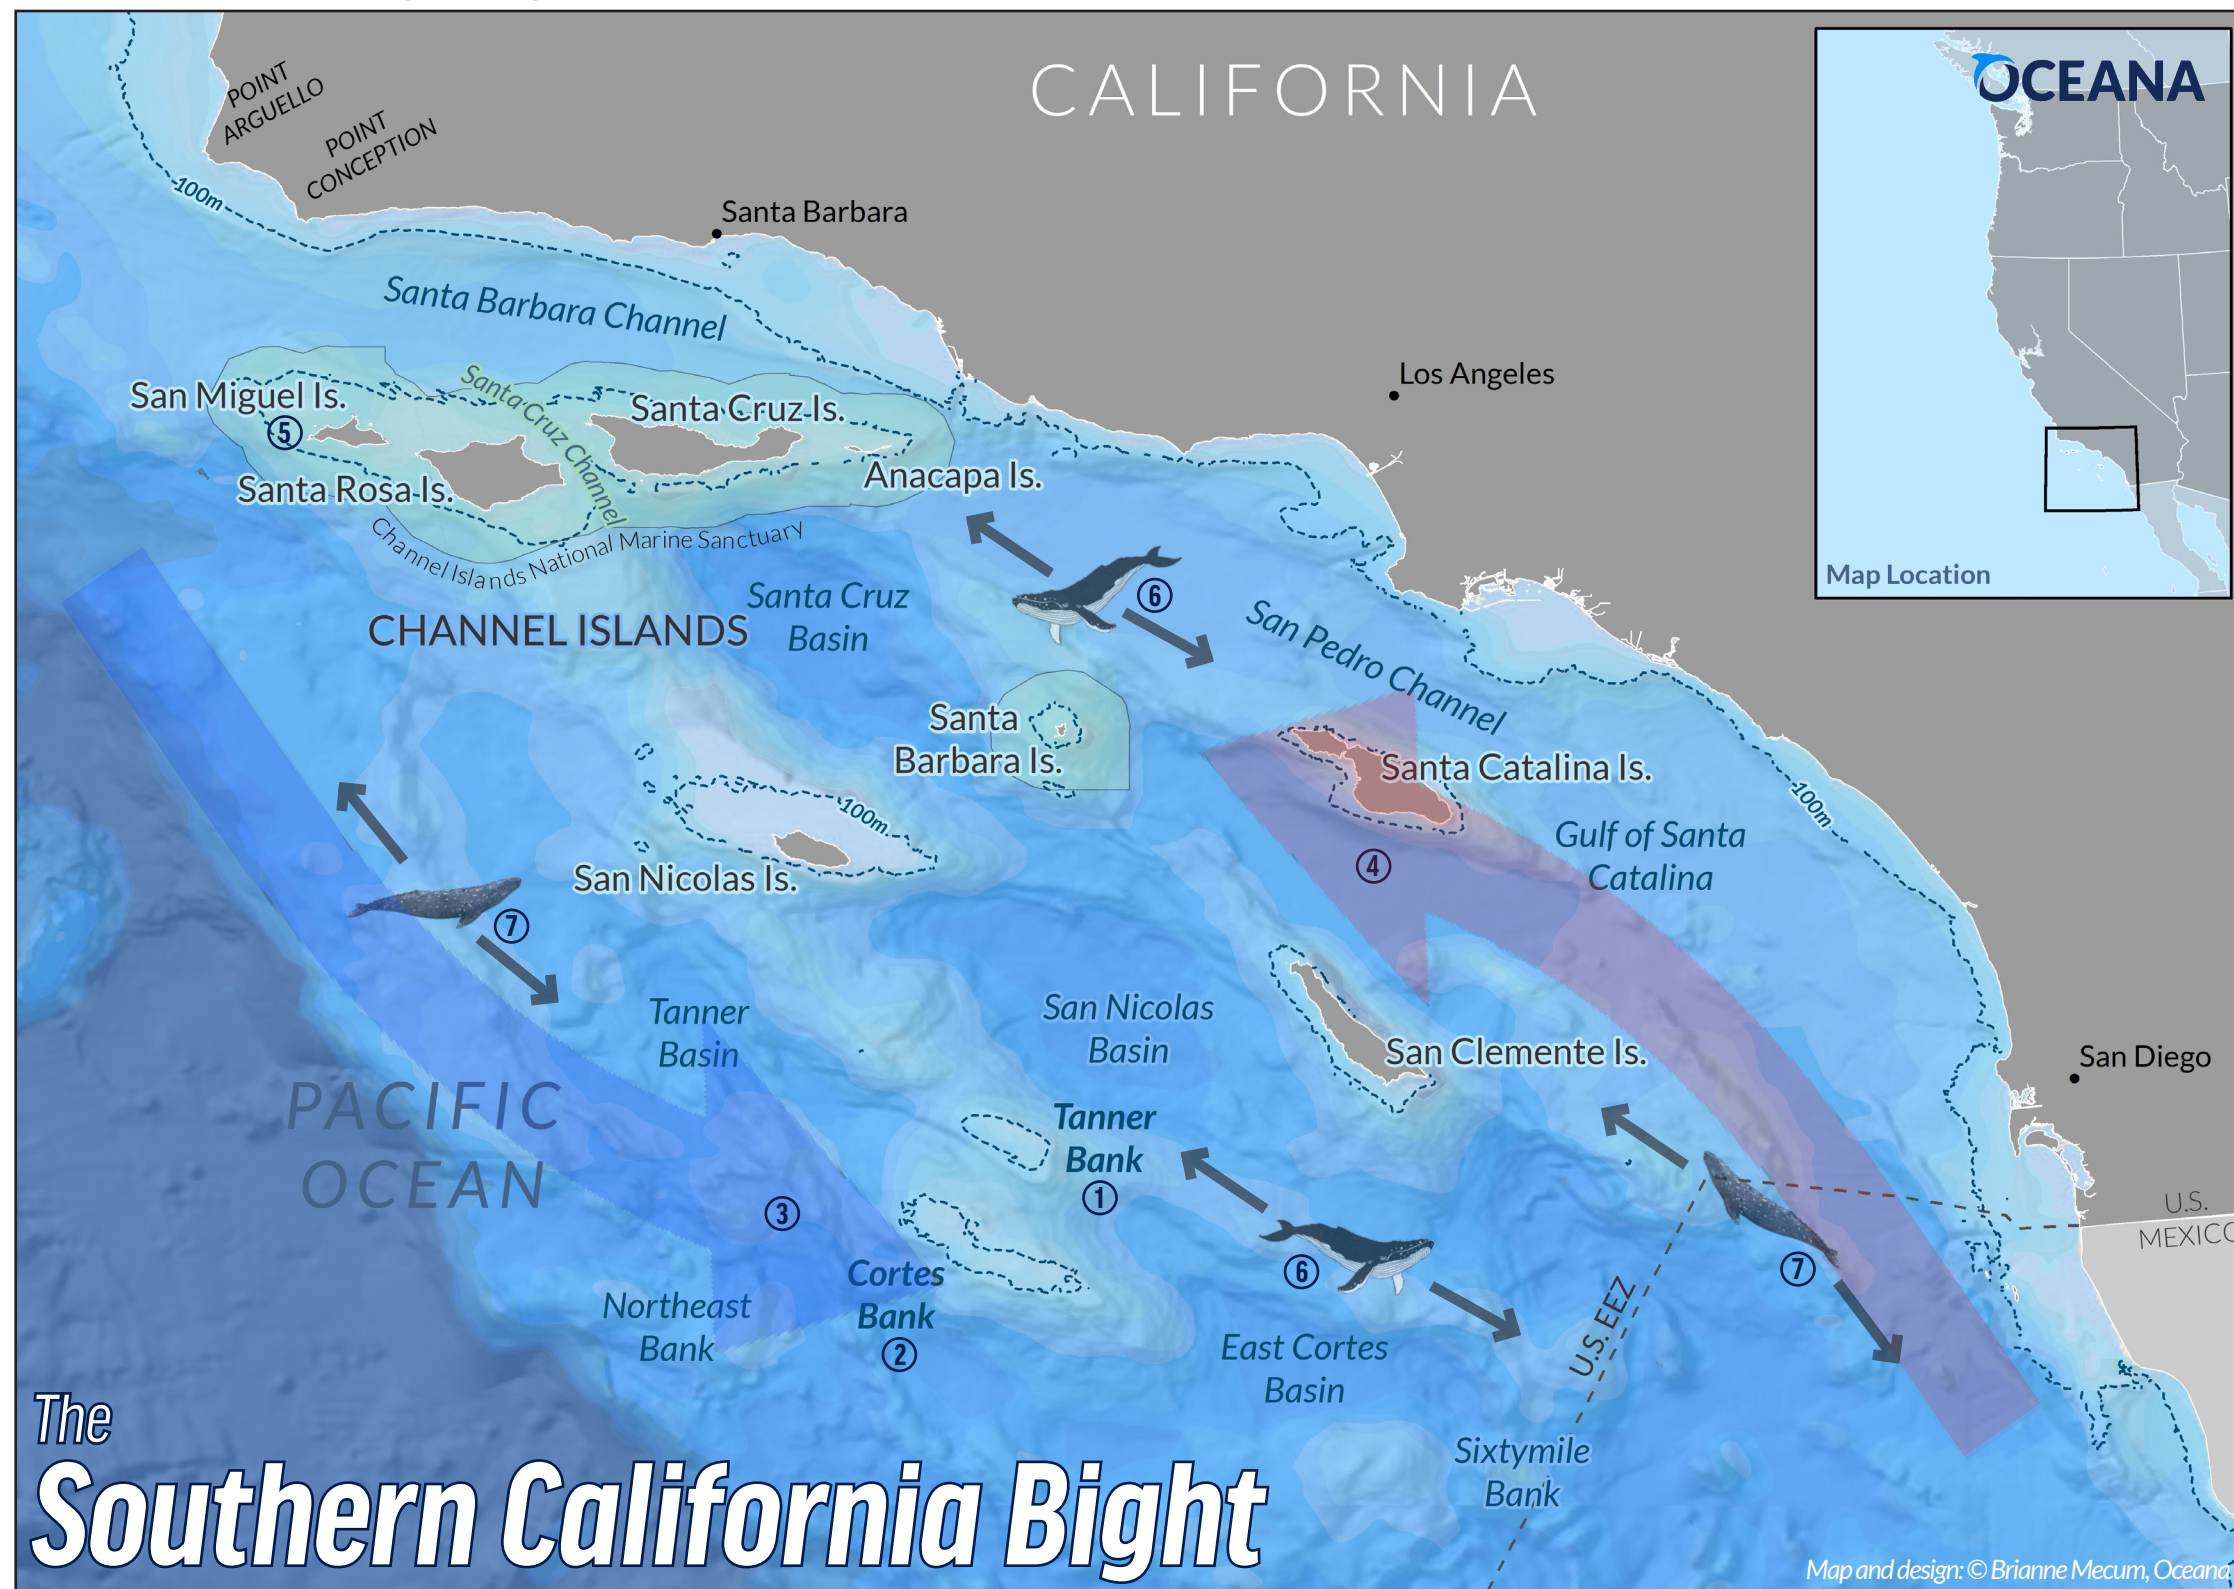 CALIFORNIA
OCEANA
Map Location
POINT
ARGUELLO
POINT
CONCEPTION
100m
Santa Barbara
Santa Barbara Channel
Los Angeles
San Miguel Is.
5
Santa Cruz Channel
Santa Cruz Is.
Santa Rosa Is.
Anacapa Is.
Channel Islands National Marine Sanctuary
CHANNEL ISLANDS
Santa Cruz
Basin
6
San Pedro Channel
Santa
Barbara Is.
Santa Catalina Is.
100m
100m
San Nicolas Is.
4
Gulf of Santa
Catalina
7
Tanner
Basin
San Nicolas
Basin
San Clemente Is.
San Diego
PACIFIC
OCEAN
Tanner
Bank
1
3
U.S.
MEXICO
Cortes
Bank
2
6
7
Northeast
Bank
East Cortes
Basin
U.S. EEZ
Sixtymile
Bank
The
Southern California Bight
Map and design: © Brianne Mecum, Oceana